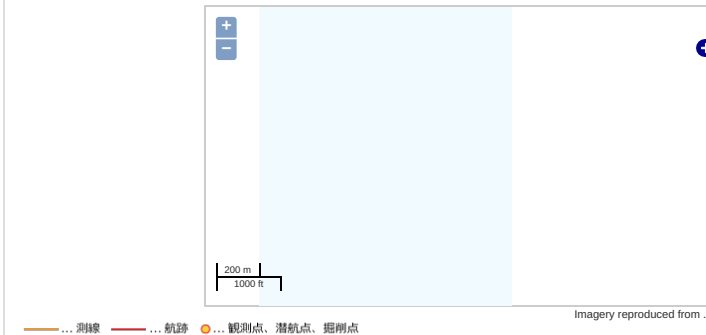 +
−
200 m
1000 ft
Imagery reproduced from .
... 測線 ... 航跡 ... 観測点、潜航点、掘削点